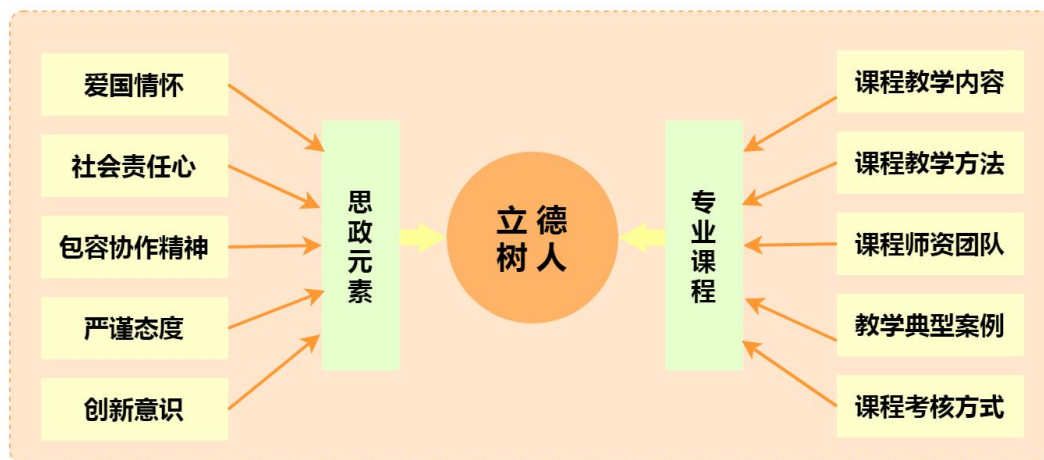 爱国情怀
社会责任心
包容协作精神
严谨态度
创新意识
思政元素
立德
树人
专业课程
课程教学内容
课程教学方法
课程师资团队
教学典型案例
课程考核方式